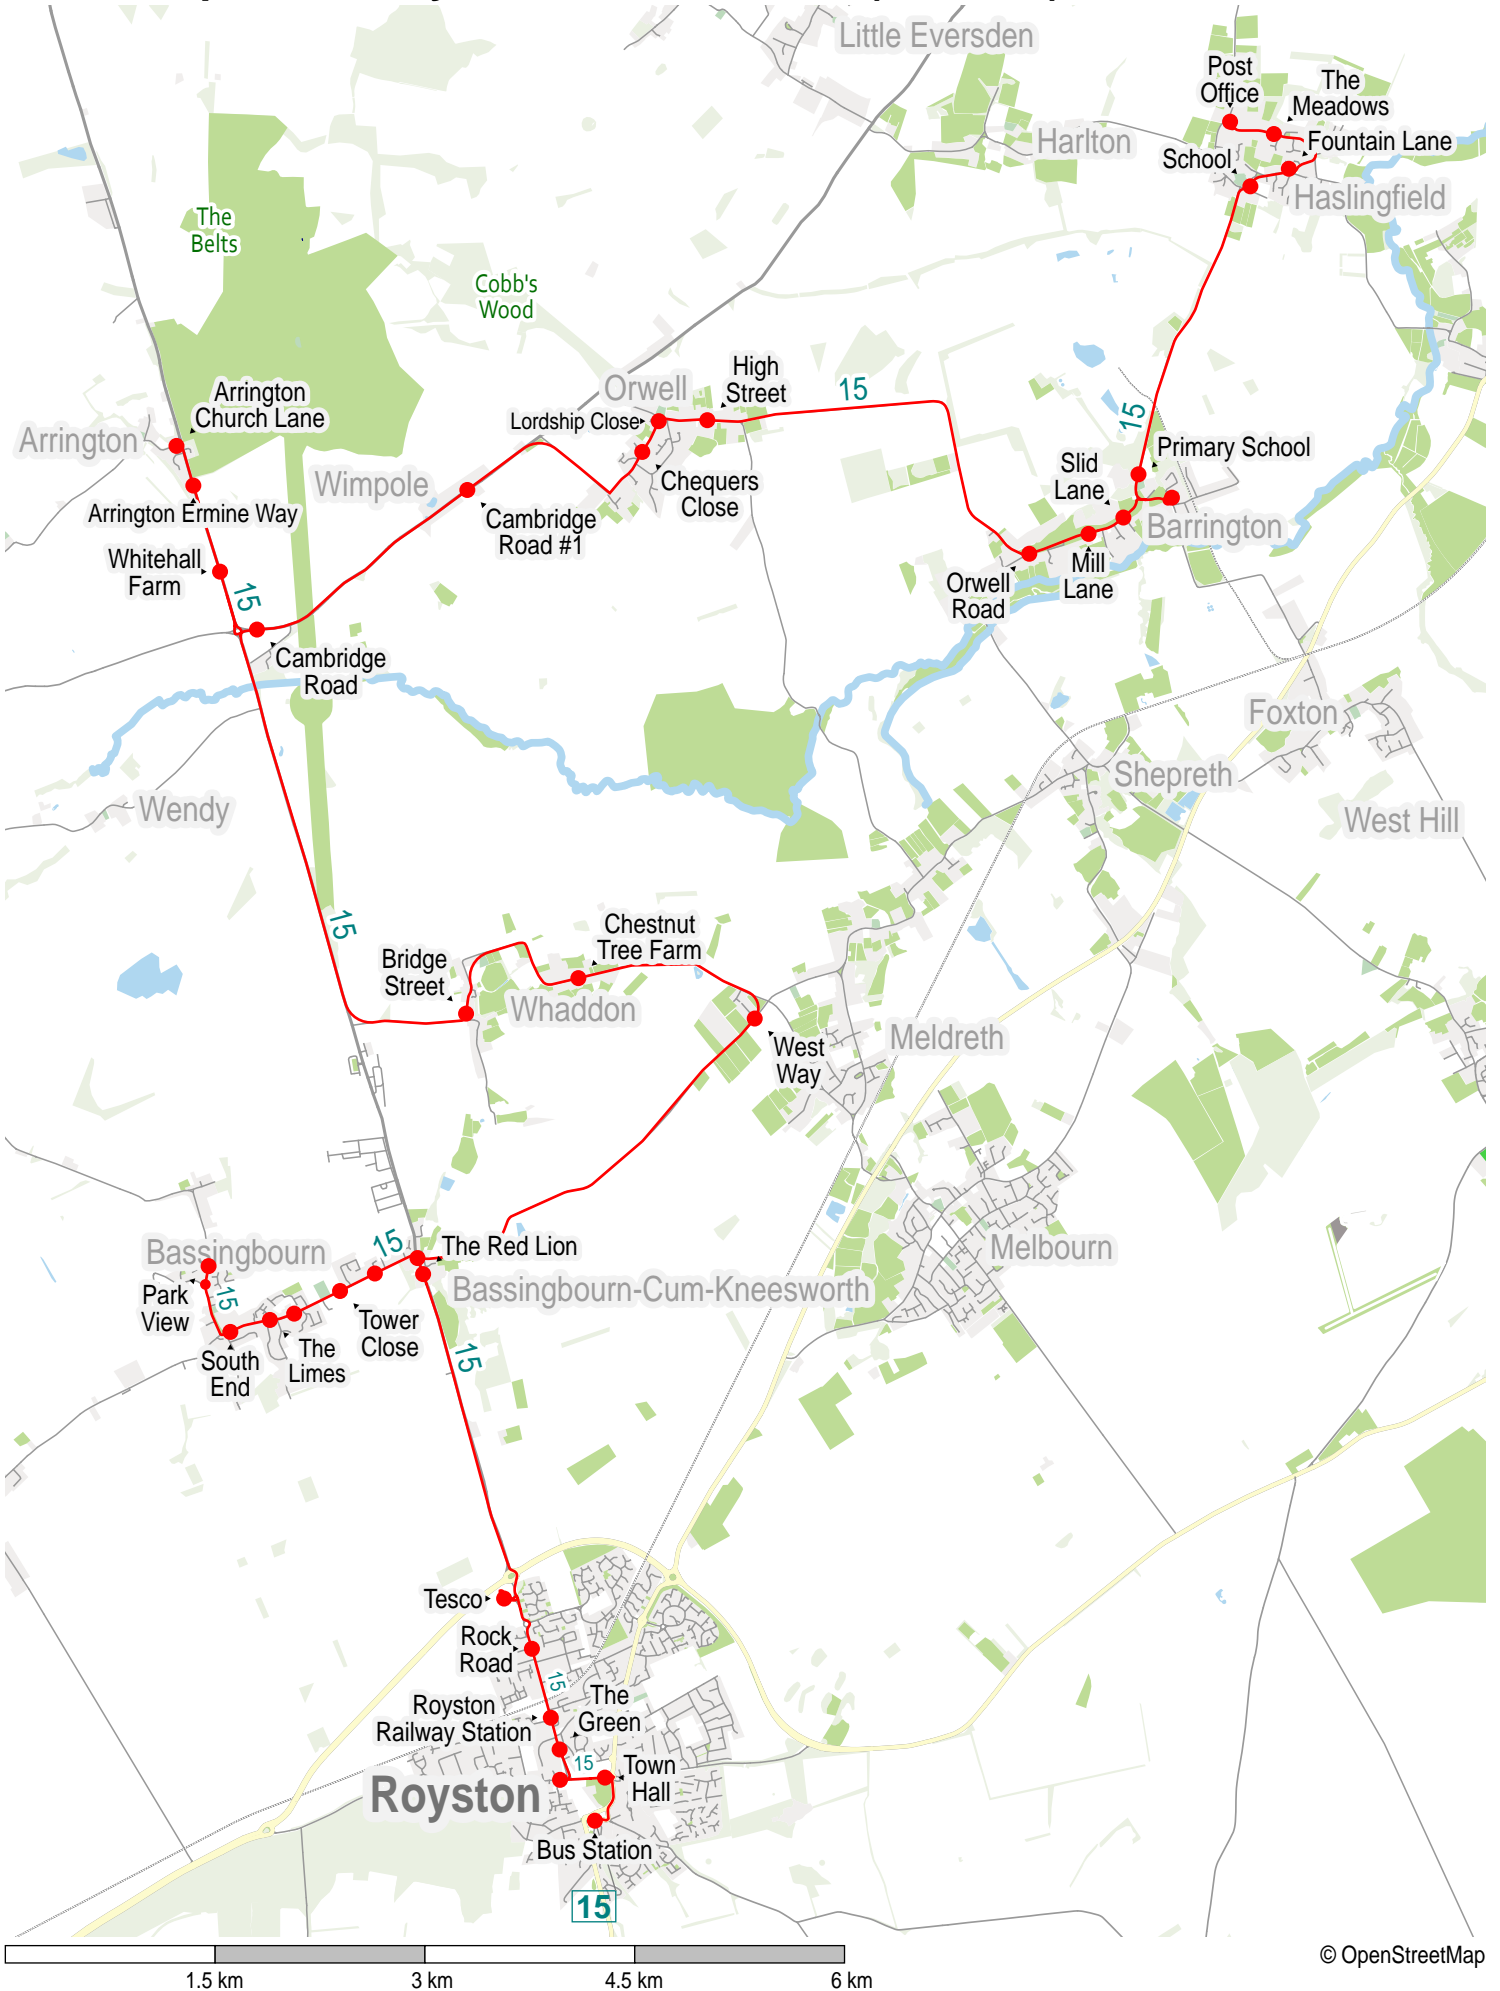 Little Eversden
Post
Office
The
Meadows
Harlton
Fountain Lane
School
Haslingfield
The
Belts
Cobb's
Wood
Arrington
Church Lane
Arrington
Orwell
High
Street
15
Lordship Close
15
Primary School
Wimpole
Chequers
Close
Slid
Lane
Arrington Ermine Way
Cambridge
Road #1
Barrington
Whitehall
Farm
Mill
Lane
Orwell
Road
15
Cambridge
Road
Foxton
Shepreth
Wendy
West Hill
15
Chestnut
Tree Farm
Bridge
Street
Whaddon
West
Way
Meldreth
Bassingbourn
15
The Red Lion
Melbourn
Park
View
15
Bassingbourn-Cum-Kneesworth
Tower
Close
South
End
The
Limes
15
Tesco
Rock
Road
15
Royston
Railway Station
The
Green
15
Town
Hall
Royston
Bus Station
15
1.5 km
3 km
4.5 km
6 km
© OpenStreetMap